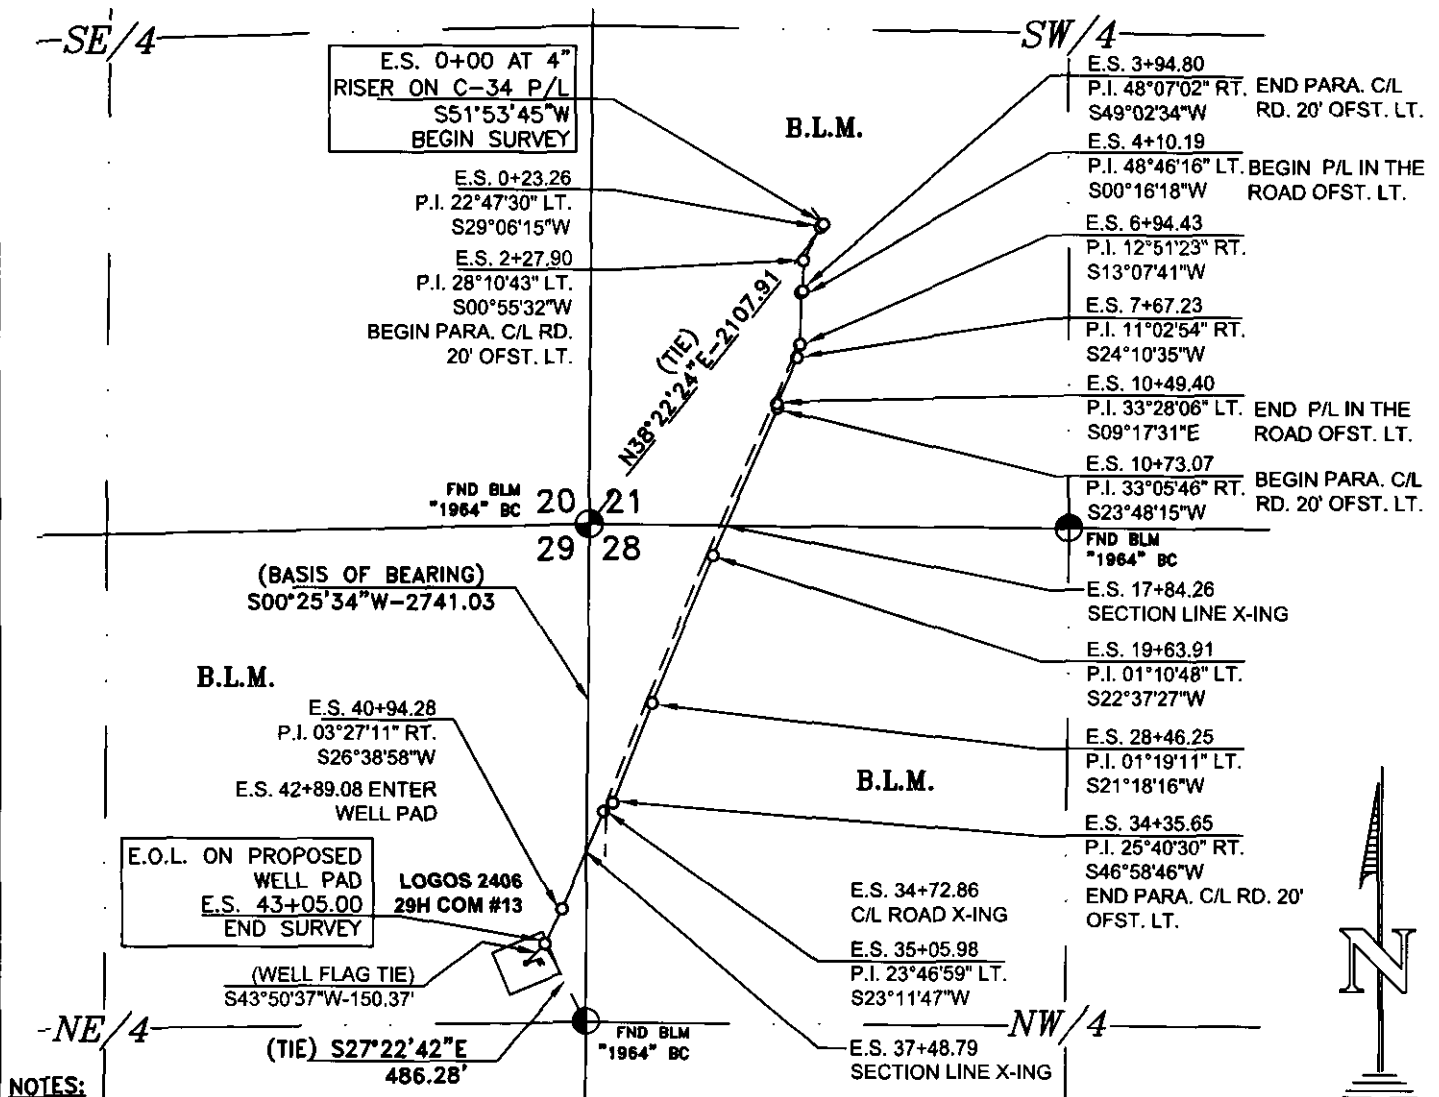 SE/4
SW/4
E.S. 0+00 AT 4"
RISER ON C-34 P/L
S51°53'45"W
BEGIN SURVEY
E.S. 0+23.26
P.I. 22°47'30" LT.
S29°06'15"W
E.S. 2+27.90
P.I. 28°10'43" LT.
S00°55'32"W
BEGIN PARA. C/L RD.
20' OFST. LT.
B.L.M.
E.S. 3+94.80
P.I. 48°07'02" RT.
S49°02'34"W
END PARA. C/L
RD. 20' OFST. LT.
E.S. 4+10.19
P.I. 48°46'16" LT.
S00°16'18"W
BEGIN P/L IN THE
ROAD OFST. LT.
E.S. 6+94.43
P.I. 12°51'23" RT.
S13°07'41"W
E.S. 7+67.23
P.I. 11°02'54" RT.
S24°10'35"W
E.S. 10+49.40
P.I. 33°28'06" LT.
S09°17'31"E
END P/L IN THE
ROAD OFST. LT.
E.S. 10+73.07
P.I. 33°05'46" RT.
S23°48'15"W
BEGIN PARA. C/L
RD. 20' OFST. LT.
(TIE)
N38°22'24"E-2107.91
FND BLM
"1964" BC
20 21
29 28
FND BLM
"1964" BC
(BASIS OF BEARING)
S00°25'34"W-2741.03
E.S. 17+84.26
SECTION LINE X-ING
E.S. 19+63.91
P.I. 01°10'48" LT.
S22°37'27"W
B.L.M.
E.S. 40+94.28
P.I. 03°27'11" RT.
S26°38'58"W
E.S. 42+89.08 ENTER
WELL PAD
E.S. 28+46.25
P.I. 01°19'11" LT.
S21°18'16"W
B.L.M.
E.S. 34+35.65
P.I. 25°40'30" RT.
S46°58'46"W
END PARA. C/L RD. 20'
OFST. LT.
E.O.L. ON PROPOSED
WELL PAD
E.S. 43+05.00
END SURVEY
LOGOS 2406
29H COM #13
E.S. 34+72.86
C/L ROAD X-ING
E.S. 35+05.98
P.I. 23°46'59" LT.
S23°11'47"W
(WELL FLAG TIE)
S43°50'37"W-150.37'
N
NE/4
NW/4
(TIE) S27°22'42"E
486.28'
FND BLM
"1964" BC
E.S. 37+48.79
SECTION LINE X-ING
NOTES: